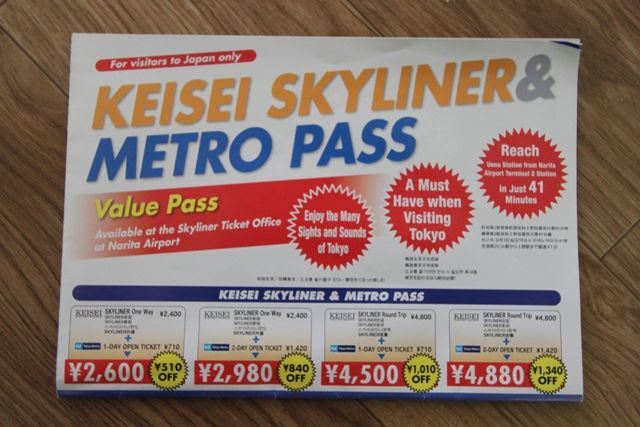 For visitors to Japan only
KEISEI SKYLINER &
METRO PASS
Value Pass
Available at the Skyliner Ticket Office
at Narita Airport
Enjoy the Many
Sights and Sounds
of Tokyo
A Must
Have when
Visiting
Tokyo
Reach
Ueno Station from Narita
Airport Terminal 2 Station
in Just 41
Minutes
KEISEI SKYLINER & METRO PASS
KEISEI SKYLINER One Way ¥2,400
+
1-DAY OPEN TICKET ¥710
¥2,600
¥510
OFF
KEISEI SKYLINER One Way ¥2,400
+
2-DAY OPEN TICKET ¥1,420
¥2,980
¥840
OFF
KEISEI SKYLINER Round Trip ¥4,800
+
1-DAY OPEN TICKET ¥710
¥4,500
¥1,010
OFF
KEISEI SKYLINER Round Trip ¥4,800
+
2-DAY OPEN TICKET ¥1,420
¥4,880
¥1,340
OFF